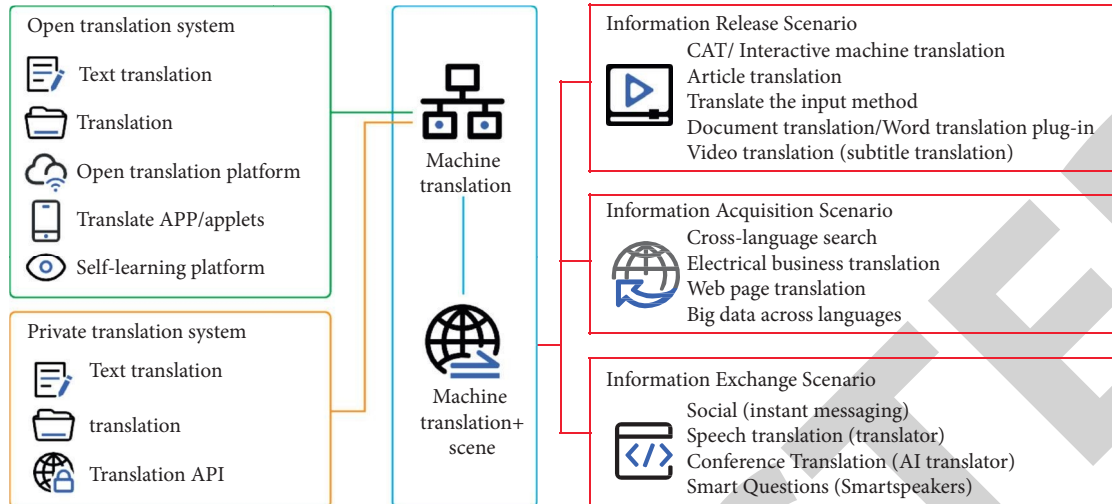 Open translation system
Text translation
Translation
Open translation platform
Translate APP/applets
Self-learning platform
Private translation system
Text translation
translation
Translation API
Machine
translation
Machine
translation+
scene
Information Release Scenario
CAT/ Interactive machine translation
Article translation
Translate the input method
Document translation/Word translation plug-in
Video translation (subtitle translation)
Information Acquisition Scenario
Cross-language search
Electrical business translation
Web page translation
Big data across languages
Information Exchange Scenario
Social (instant messaging)
Speech translation (translator)
Conference Translation (AI translator)
Smart Questions (Smartspeakers)